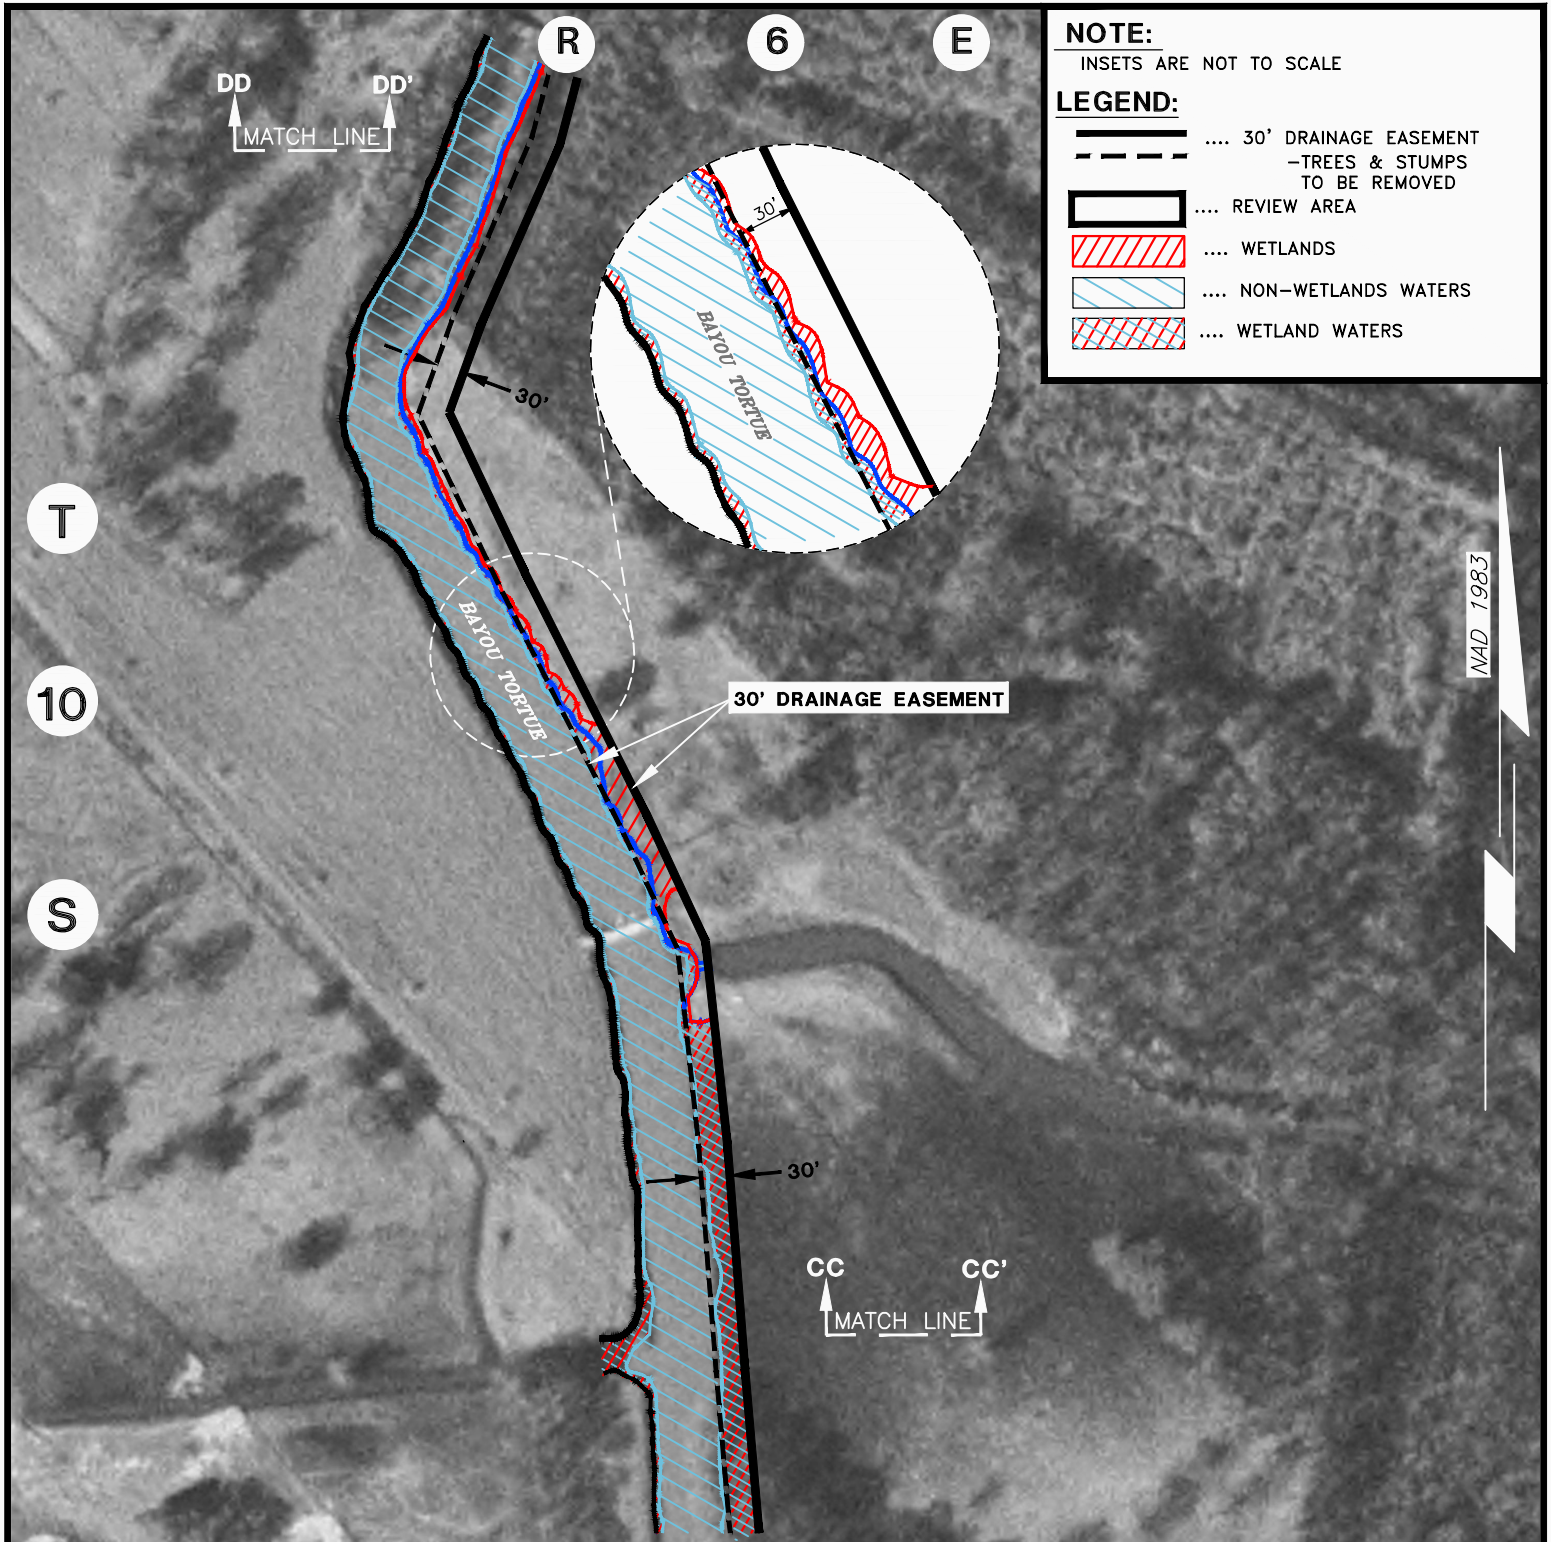 R 6 E
NOTE:
INSETS ARE NOT TO SCALE
LEGEND:
.... 30' DRAINAGE EASEMENT
-TREES & STUMPS
TO BE REMOVED
.... REVIEW AREA
.... WETLANDS
.... NON-WETLANDS WATERS
.... WETLAND WATERS
DD DD'
MATCH LINE
30'
BAYOU TORTUE
30'
T
10
S
BAYOU TORTUE
30' DRAINAGE EASEMENT
NAD 1983
30'
CC CC'
MATCH LINE